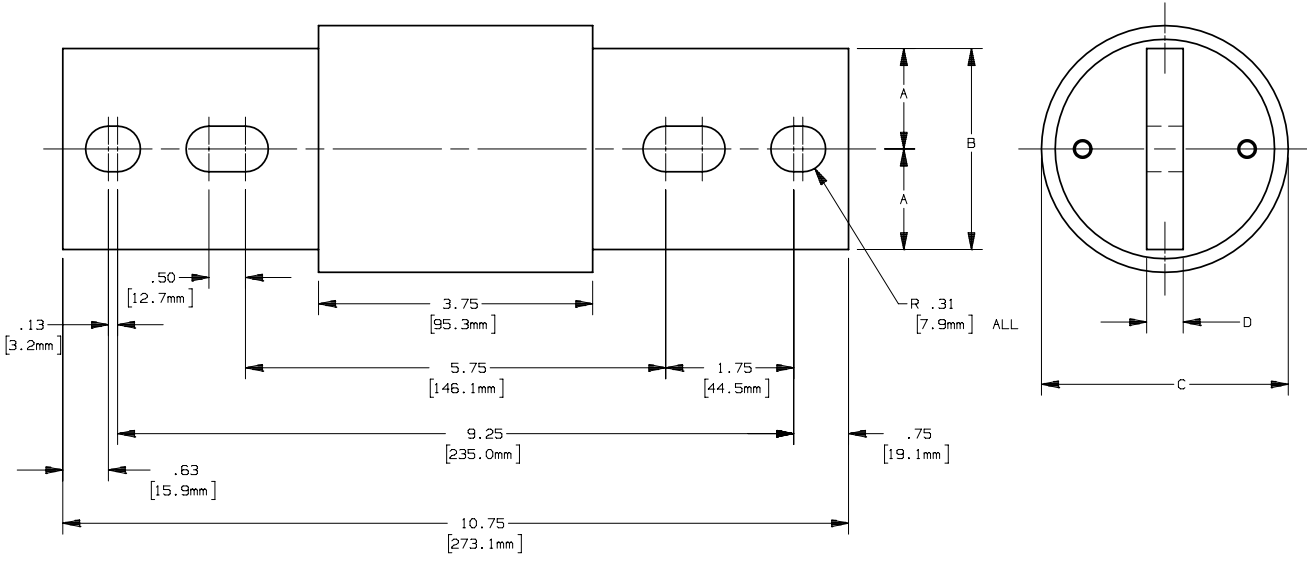 A
B
A
.50
[12.7mm]
3.75
[95.3mm]
R .31
[7.9mm] ALL
D
.13
[3.2mm]
5.75
[146.1mm]
1.75
[44.5mm]
C
9.25
[235.0mm]
.75
[19.1mm]
.63
[15.9mm]
10.75
[273.1mm]